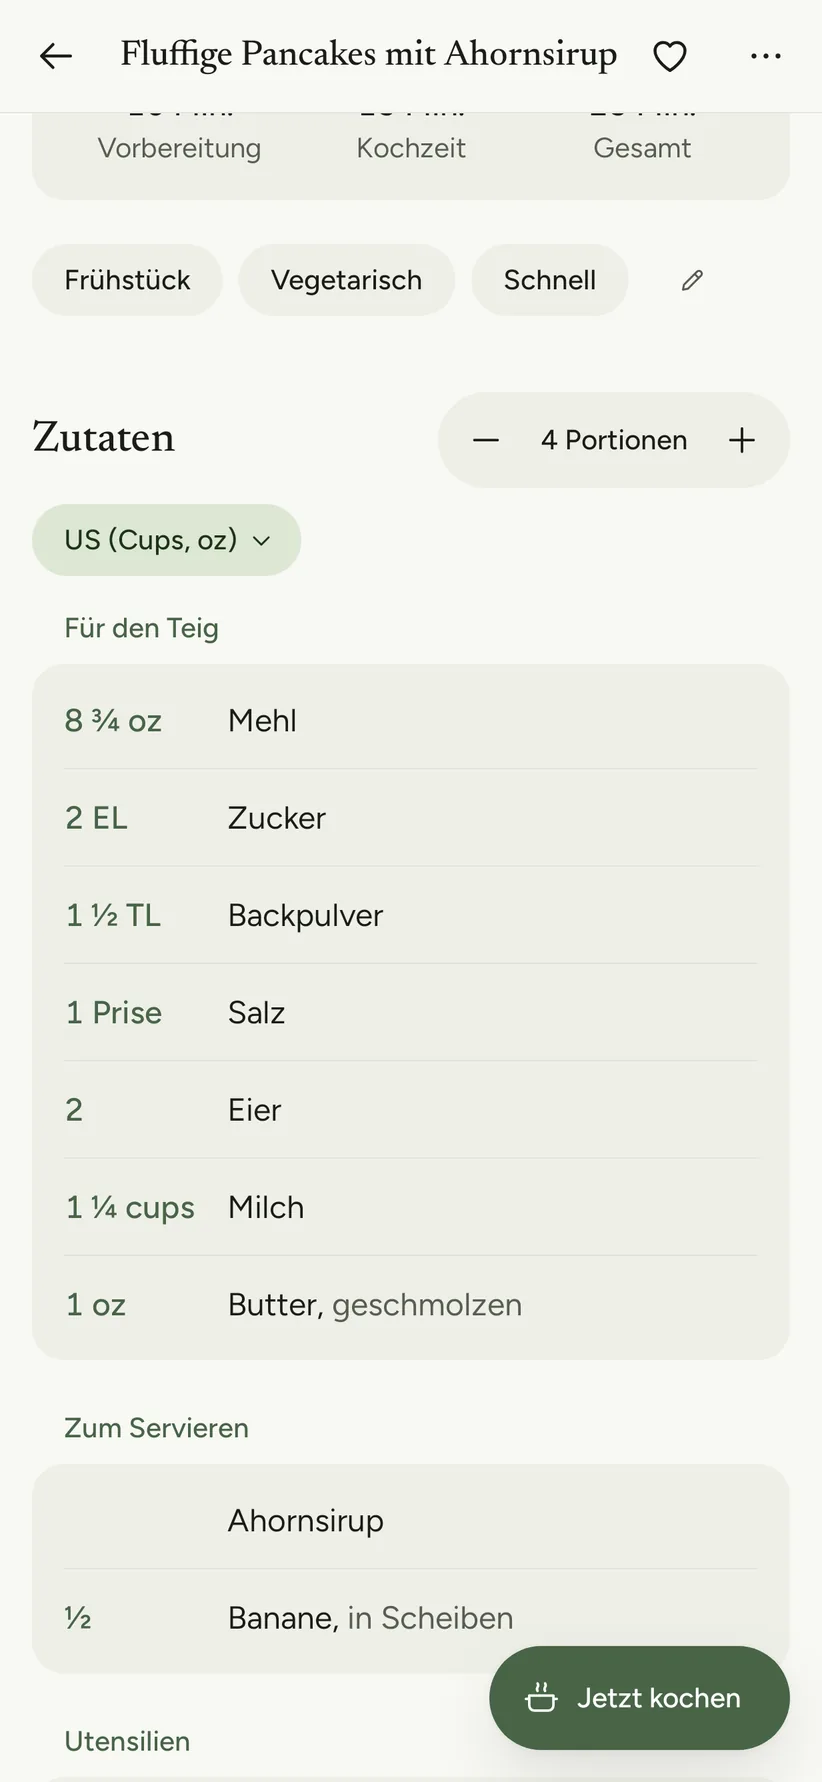 Fluffige Pancakes mit Ahornsirup
Vorbereitung Kochzeit Gesamt
Frühstück Vegetarisch Schnell
Zutaten 4 Portionen
US (Cups, oz)
Für den Teig
8 ¾ oz Mehl
2 EL Zucker
1 ½ TL Backpulver
1 Prise Salz
2 Eier
1 ¼ cups Milch
1 oz Butter, geschmolzen
Zum Servieren
Ahornsirup
½ Banane, in Scheiben
Jetzt kochen
Utensilien